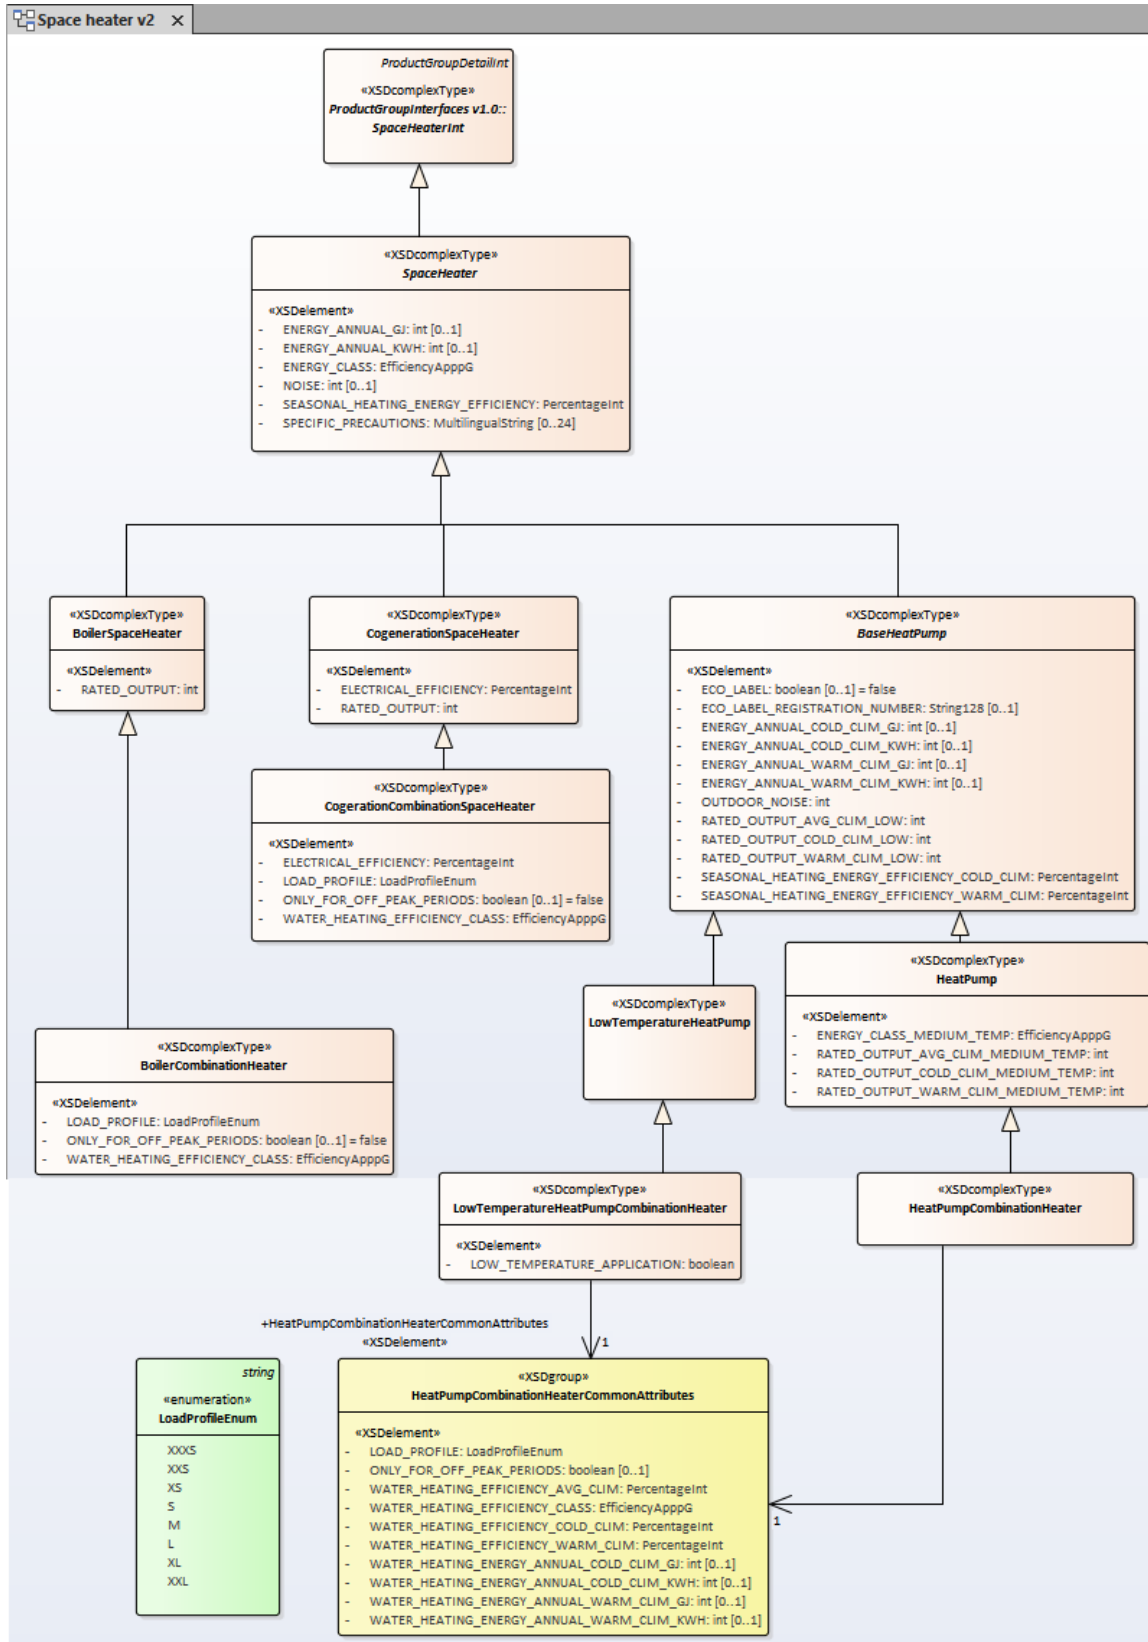 Space heater v2 ×
ProductGroupDetailInt
«XSDcomplexType»
ProductGroupInterfaces v1.0::
SpaceHeaterInt
«XSDcomplexType»
SpaceHeater
«XSDelement»
- ENERGY_ANNUAL_GJ: int [0..1]
- ENERGY_ANNUAL_KWH: int [0..1]
- ENERGY_CLASS: EfficiencyApppG
- NOISE: int [0..1]
- SEASONAL_HEATING_ENERGY_EFFICIENCY: PercentageInt
- SPECIFIC_PRECAUTIONS: MultilingualString [0..24]
«XSDcomplexType»
BoilerSpaceHeater
«XSDelement»
- RATED_OUTPUT: int
«XSDcomplexType»
CogenerationSpaceHeater
«XSDelement»
- ELECTRICAL_EFFICIENCY: PercentageInt
- RATED_OUTPUT: int
«XSDcomplexType»
BaseHeatPump
«XSDelement»
- ECO_LABEL: boolean [0..1] = false
- ECO_LABEL_REGISTRATION_NUMBER: String128 [0..1]
- ENERGY_ANNUAL_COLD_CLIM_GJ: int [0..1]
- ENERGY_ANNUAL_COLD_CLIM_KWH: int [0..1]
- ENERGY_ANNUAL_WARM_CLIM_GJ: int [0..1]
- ENERGY_ANNUAL_WARM_CLIM_KWH: int [0..1]
- OUTDOOR_NOISE: int
- RATED_OUTPUT_AVG_CLIM_LOW: int
- RATED_OUTPUT_COLD_CLIM_LOW: int
- RATED_OUTPUT_WARM_CLIM_LOW: int
- SEASONAL_HEATING_ENERGY_EFFICIENCY_COLD_CLIM: PercentageInt
- SEASONAL_HEATING_ENERGY_EFFICIENCY_WARM_CLIM: PercentageInt
«XSDcomplexType»
CogerationCombinationSpaceHeater
«XSDelement»
- ELECTRICAL_EFFICIENCY: PercentageInt
- LOAD_PROFILE: LoadProfileEnum
- ONLY_FOR_OFF_PEAK_PERIODS: boolean [0..1] = false
- WATER_HEATING_EFFICIENCY_CLASS: EfficiencyApppG
«XSDcomplexType»
LowTemperatureHeatPump
«XSDcomplexType»
HeatPump
«XSDelement»
- ENERGY_CLASS_MEDIUM_TEMP: EfficiencyApppG
- RATED_OUTPUT_AVG_CLIM_MEDIUM_TEMP: int
- RATED_OUTPUT_COLD_CLIM_MEDIUM_TEMP: int
- RATED_OUTPUT_WARM_CLIM_MEDIUM_TEMP: int
«XSDcomplexType»
BoilerCombinationHeater
«XSDelement»
- LOAD_PROFILE: LoadProfileEnum
- ONLY_FOR_OFF_PEAK_PERIODS: boolean [0..1] = false
- WATER_HEATING_EFFICIENCY_CLASS: EfficiencyApppG
«XSDcomplexType»
LowTemperatureHeatPumpCombinationHeater
«XSDelement»
- LOW_TEMPERATURE_APPLICATION: boolean
«XSDcomplexType»
HeatPumpCombinationHeater
+HeatPumpCombinationHeaterCommonAttributes
«XSDelement»
1
string
«enumeration»
LoadProfileEnum
XXXS
XXS
XS
S
M
L
XL
XXL
«XSDgroup»
HeatPumpCombinationHeaterCommonAttributes
«XSDelement»
- LOAD_PROFILE: LoadProfileEnum
- ONLY_FOR_OFF_PEAK_PERIODS: boolean [0..1]
- WATER_HEATING_EFFICIENCY_AVG_CLIM: PercentageInt
- WATER_HEATING_EFFICIENCY_CLASS: EfficiencyApppG
- WATER_HEATING_EFFICIENCY_COLD_CLIM: PercentageInt
- WATER_HEATING_EFFICIENCY_WARM_CLIM: PercentageInt
- WATER_HEATING_ENERGY_ANNUAL_COLD_CLIM_GJ: int [0..1]
- WATER_HEATING_ENERGY_ANNUAL_COLD_CLIM_KWH: int [0..1]
- WATER_HEATING_ENERGY_ANNUAL_WARM_CLIM_GJ: int [0..1]
- WATER_HEATING_ENERGY_ANNUAL_WARM_CLIM_KWH: int [0..1]
1